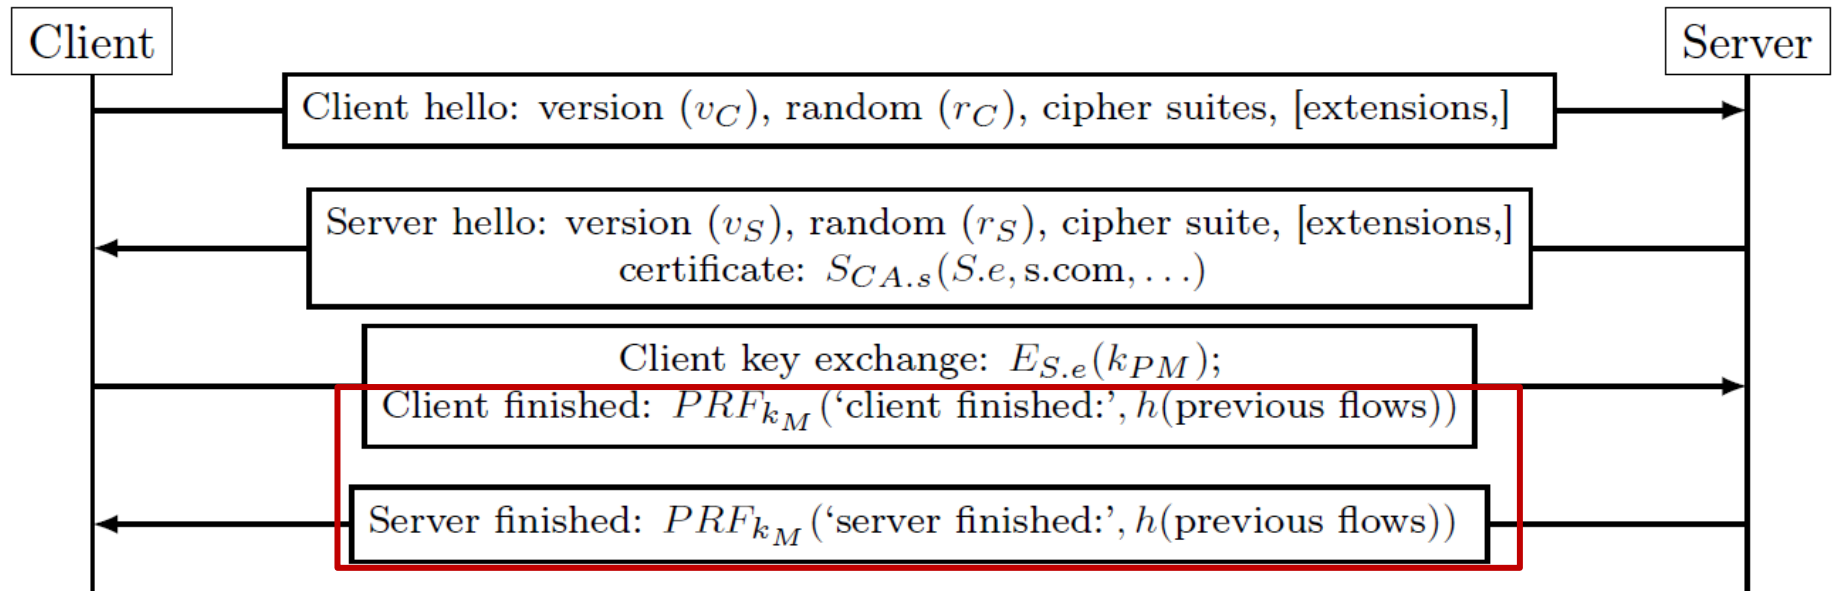 Client
Server
Client hello: version (v_C), random (r_C), cipher suites, [extensions,]
Server hello: version (v_S), random (r_S), cipher suite, [extensions,]
certificate: S_{CA.s}(S.e, s.com, …)
Client key exchange: E_{S.e}(k_{PM});
Client finished: PRF_{k_M}(‘client finished:’, h(previous flows))
Server finished: PRF_{k_M}(‘server finished:’, h(previous flows))